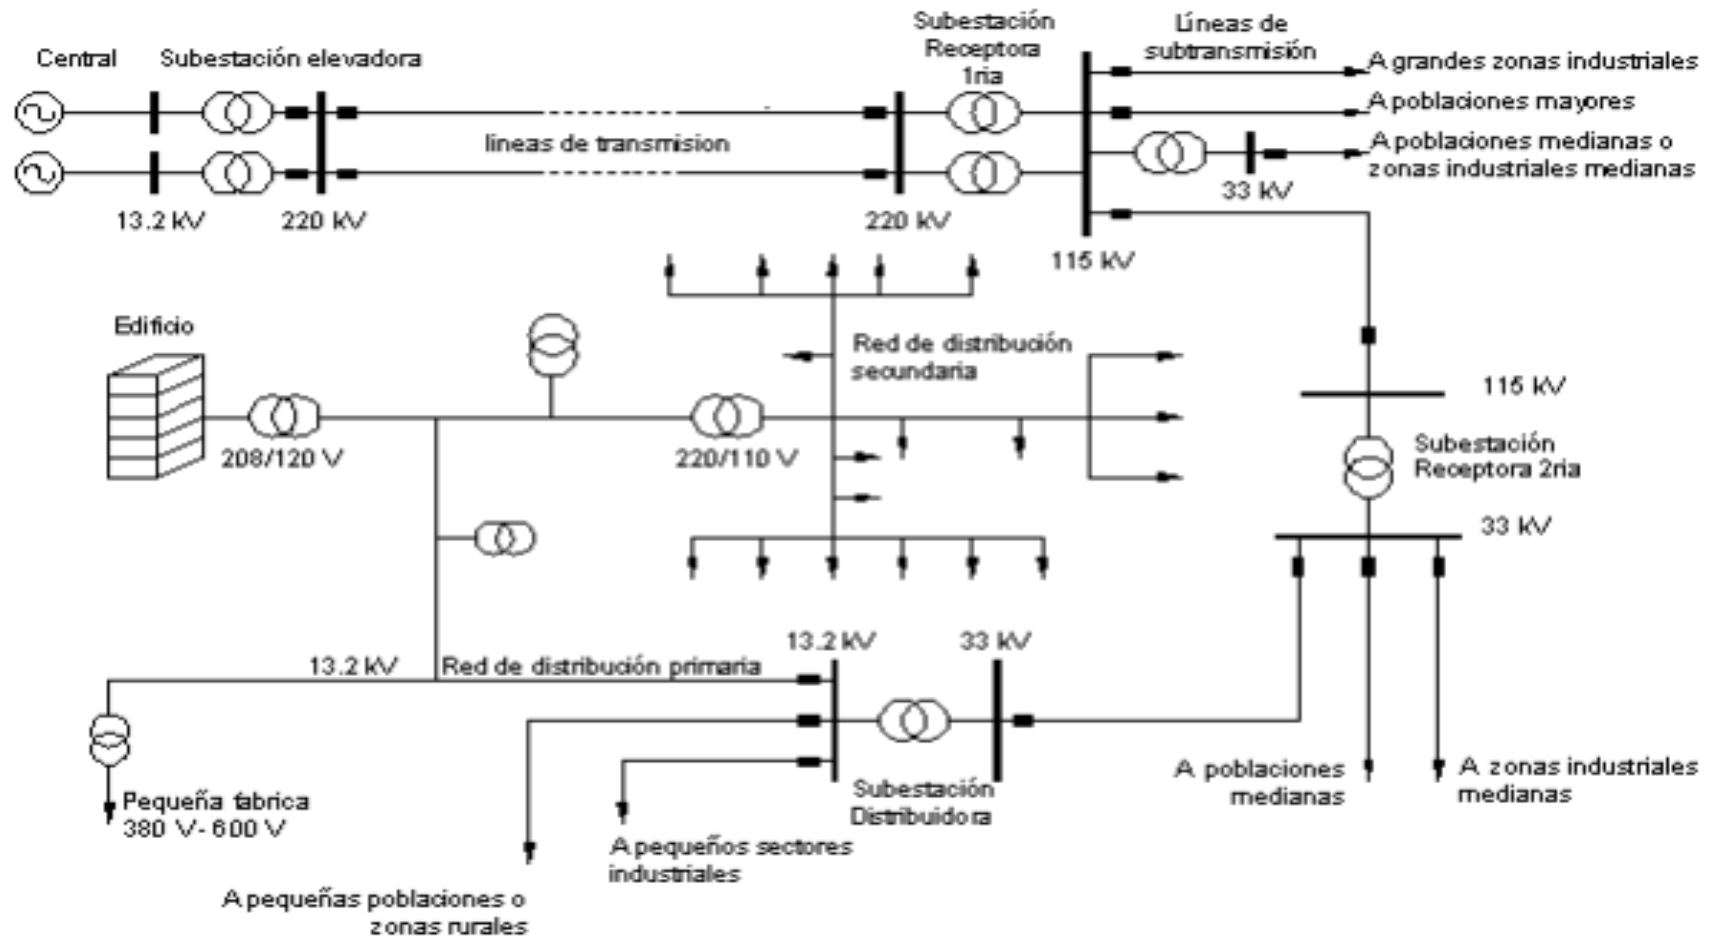 Central
Subestación elevadora
Subestación
Receptora
1ria
Líneas de
subtransmisión
A grandes zonas industriales
A poblaciones mayores
A poblaciones medianas o
zonas industriales medianas
lineas de transmision
33 kV
13.2 kV
220 kV
220 kV
115 kV
Edificio
Red de distribución
secundaria
115 kV
208/120 V
220/110 V
Subestación
Receptora 2ria
33 kV
13.2 kV
33 kV
13.2 kV
Red de distribución primaria
Pequeña fabrica
380 V - 600 V
Subestación
Distribuidora
A poblaciones
medianas
A zonas industriales
medianas
A pequeños sectores
industriales
A pequeñas poblaciones o
zonas rurales